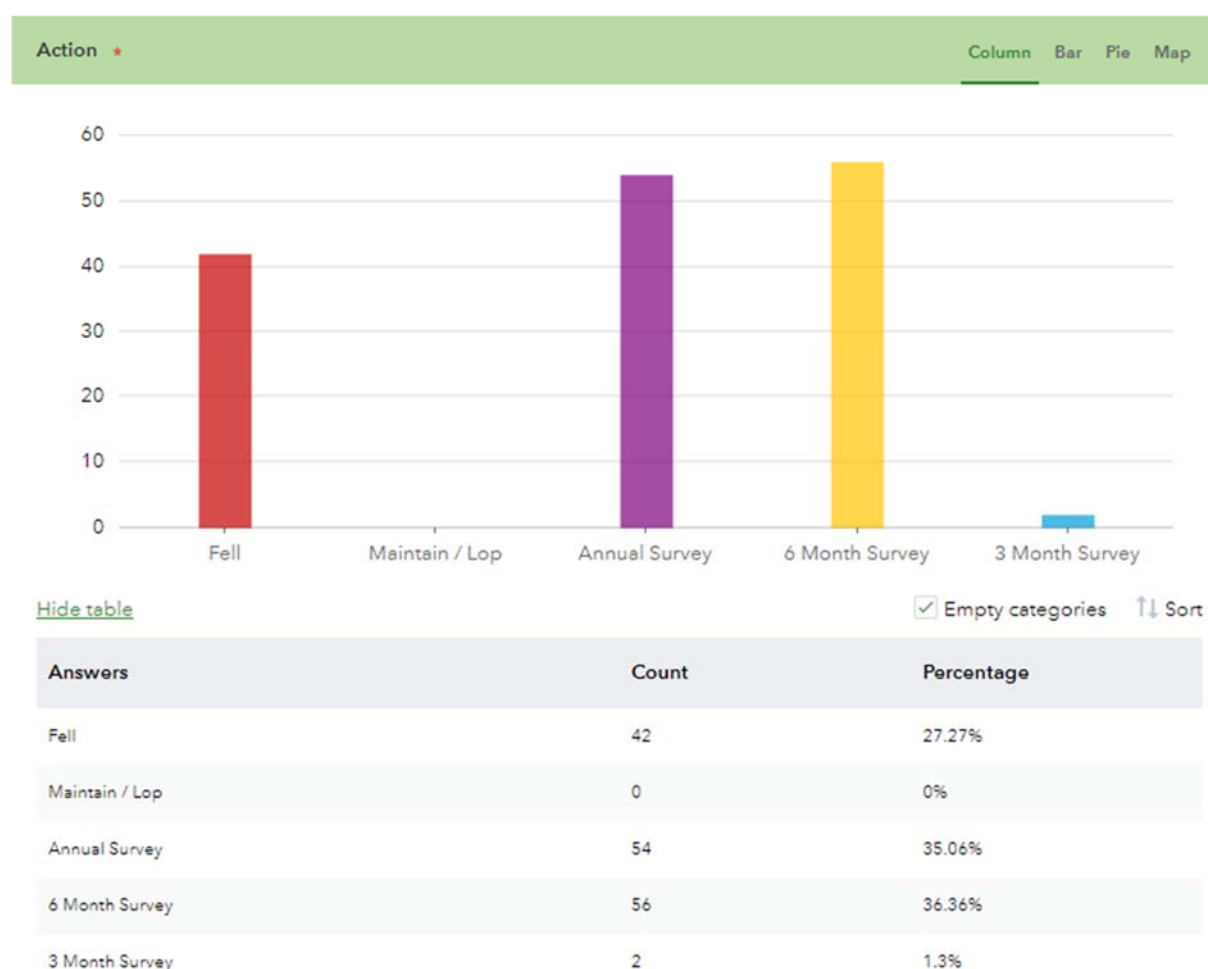 Action *
Column Bar Pie Map
60
50
40
30
20
10
0
Fell Maintain / Lop Annual Survey 6 Month Survey 3 Month Survey
Hide table Empty categories Sort
Answers Count Percentage
Fell 42 27.27%
Maintain / Lop 0 0%
Annual Survey 54 35.06%
6 Month Survey 56 36.36%
3 Month Survey 2 1.3%